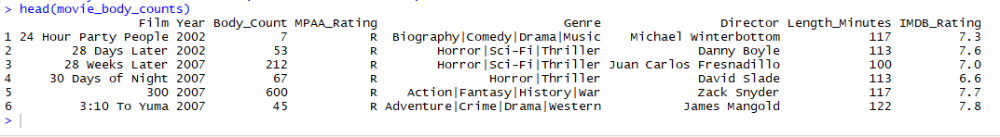 > head(movie_body_counts)
Film Year Body_Count MPAA_Rating Genre Director Length_Minutes IMDB_Rating
1 24 Hour Party People 2002 7 R Biography|Comedy|Drama|Music Michael Winterbottom 117 7.3
2 28 Days Later 2002 53 R Horror|Sci-Fi|Thriller Danny Boyle 113 7.6
3 28 Weeks Later 2007 212 R Horror|Sci-Fi|Thriller Juan Carlos Fresnadillo 100 7.0
4 30 Days of Night 2007 67 R Horror|Thriller David Slade 113 6.6
5 300 2007 600 R Action|Fantasy|History|War Zack Snyder 117 7.7
6 3:10 To Yuma 2007 45 R Adventure|Crime|Drama|Western James Mangold 122 7.8
>